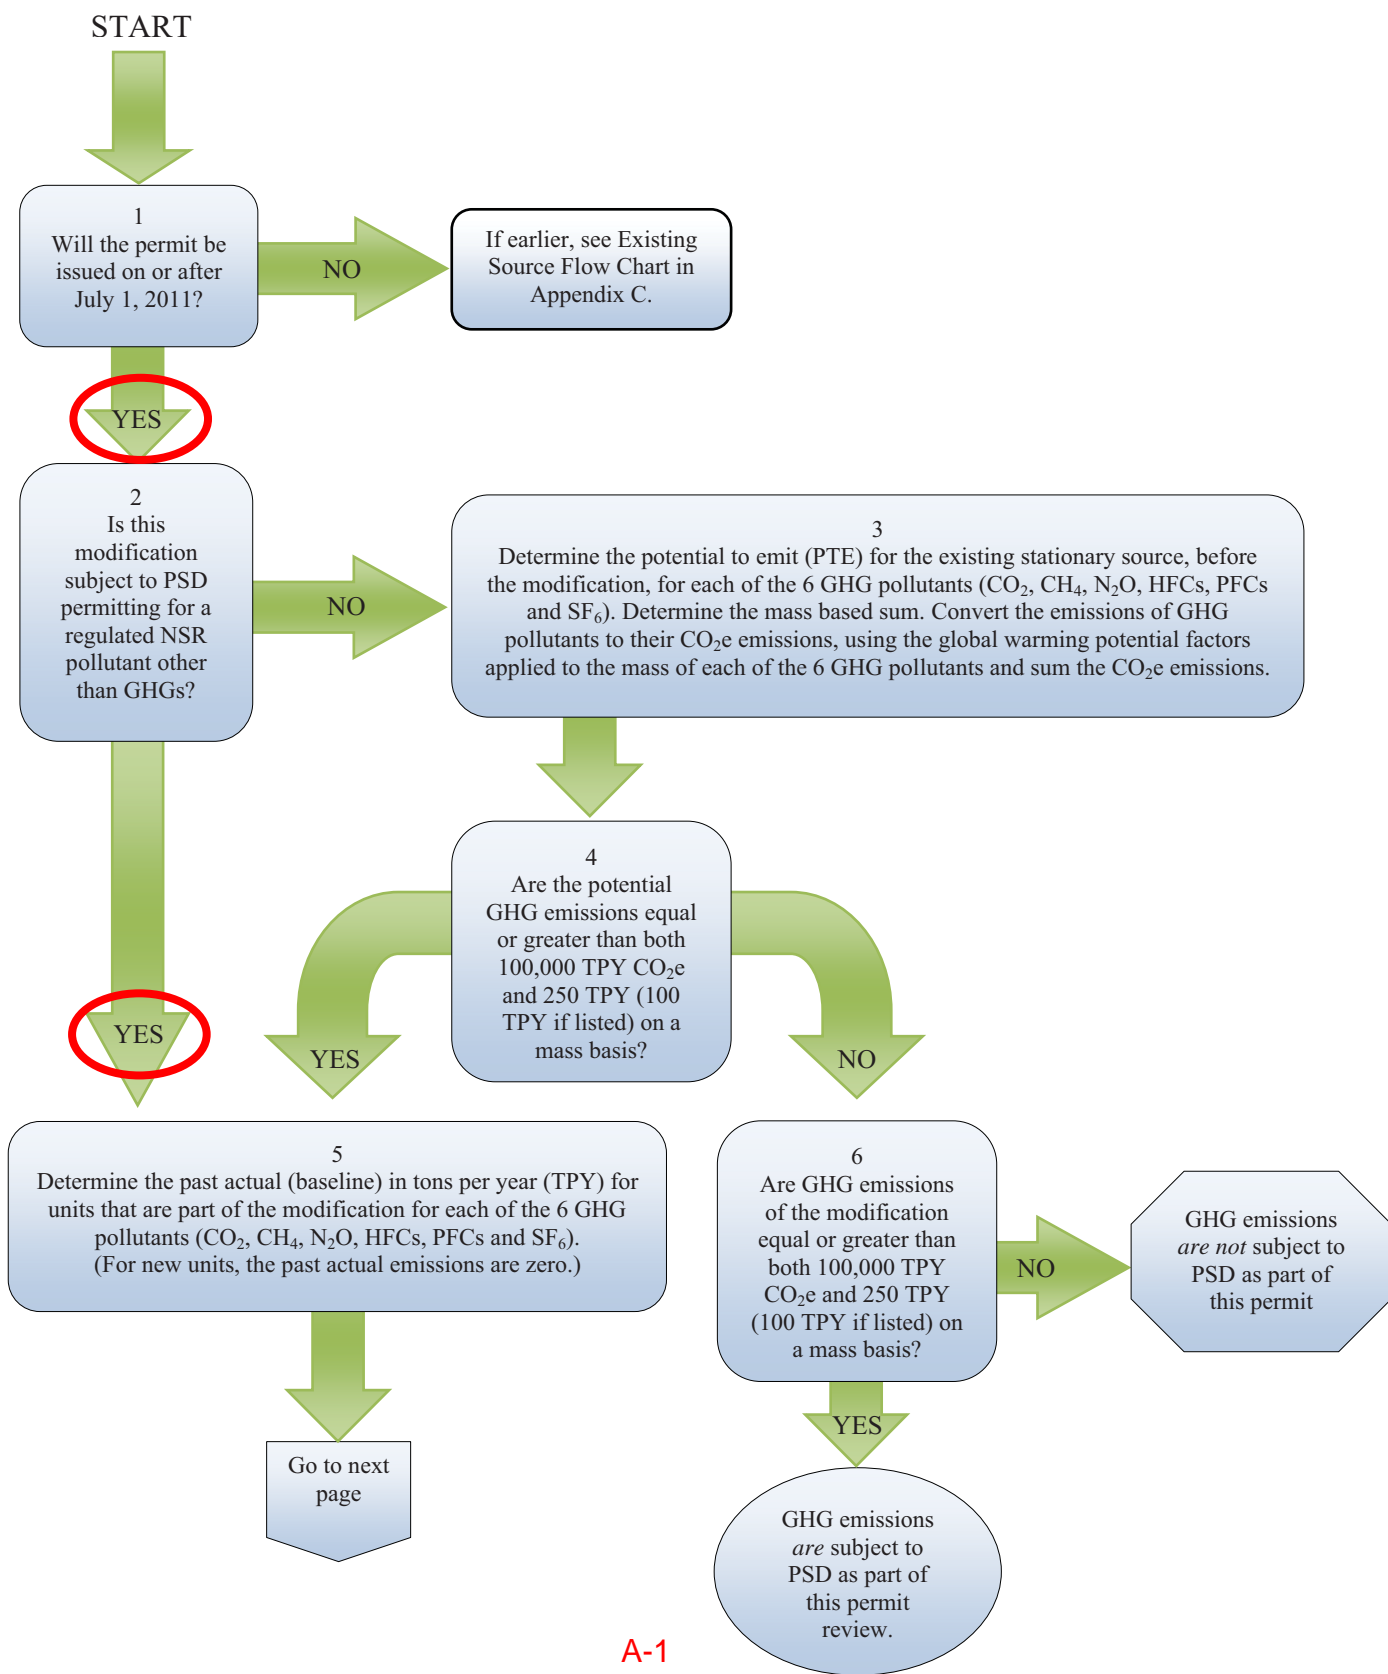 START
1
Will the permit be
issued on or after
July 1, 2011?
NO
If earlier, see Existing
Source Flow Chart in
Appendix C.
YES
2
Is this
modification
subject to PSD
permitting for a
regulated NSR
pollutant other
than GHGs?
NO
3
Determine the potential to emit (PTE) for the existing stationary source, before
the modification, for each of the 6 GHG pollutants (CO₂, CH₄, N₂O, HFCs, PFCs
and SF₆). Determine the mass based sum. Convert the emissions of GHG
pollutants to their CO₂e emissions, using the global warming potential factors
applied to the mass of each of the 6 GHG pollutants and sum the CO₂e emissions.
4
Are the potential
GHG emissions equal
or greater than both
100,000 TPY CO₂e
and 250 TPY (100
TPY if listed) on a
mass basis?
YES
YES
NO
5
Determine the past actual (baseline) in tons per year (TPY) for
units that are part of the modification for each of the 6 GHG
pollutants (CO₂, CH₄, N₂O, HFCs, PFCs and SF₆).
(For new units, the past actual emissions are zero.)
6
Are GHG emissions
of the modification
equal or greater than
both 100,000 TPY
CO₂e and 250 TPY
(100 TPY if listed) on
a mass basis?
NO
GHG emissions
are not subject to
PSD as part of
this permit
YES
Go to next
page
GHG emissions
are subject to
PSD as part of
this permit
review.
A-1